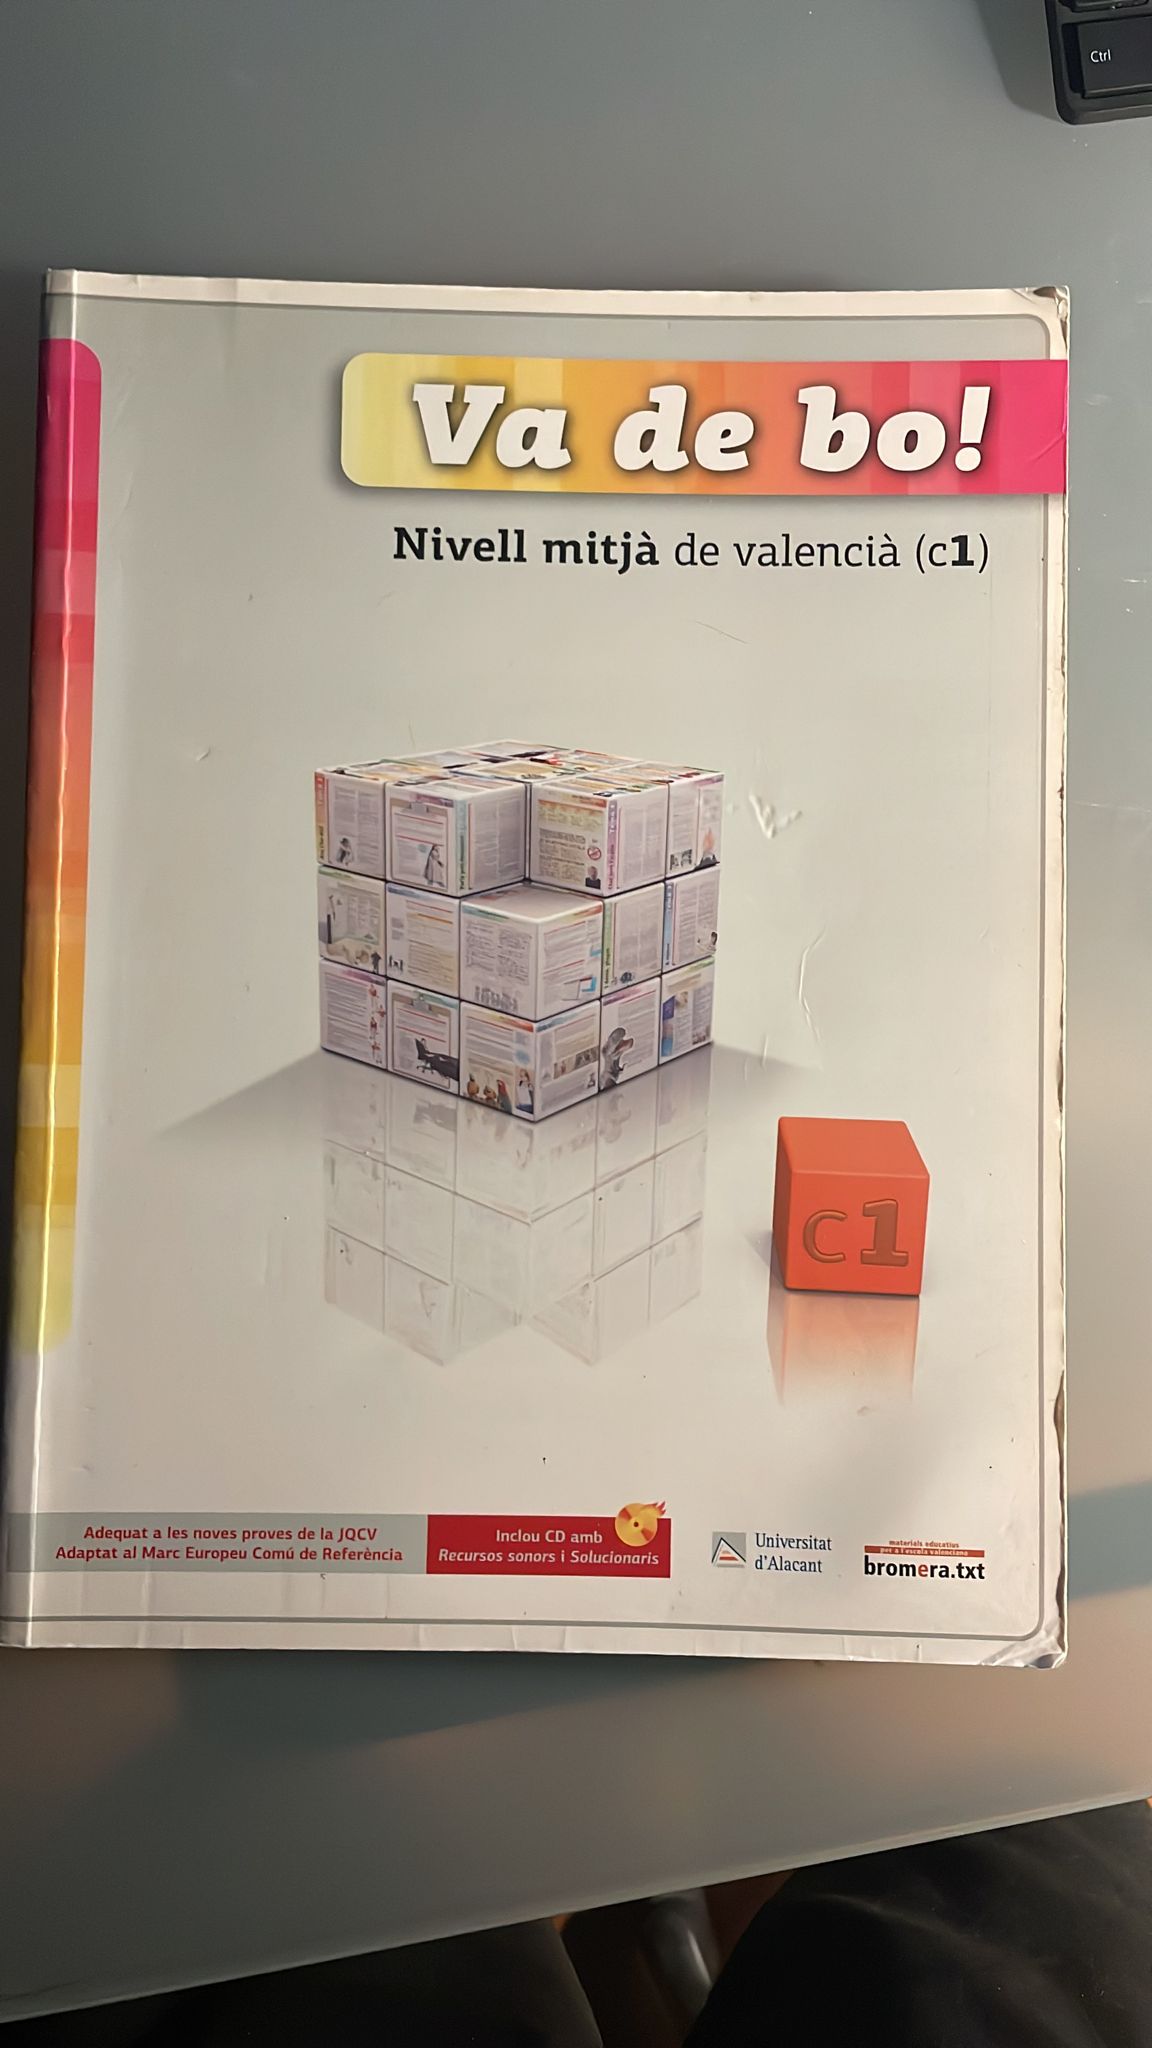 Ctrl
Va de bo!
Nivell mitjà de valencià (c1)
c1
Adequat a les noves proves de la JQCV
Adaptat al Marc Europeu Comú de Referència
Inclou CD amb
Recursos sonors i Solucionaris
Universitat
d'Alacant
materials educatius
per a l'escola valenciana
bromera.txt